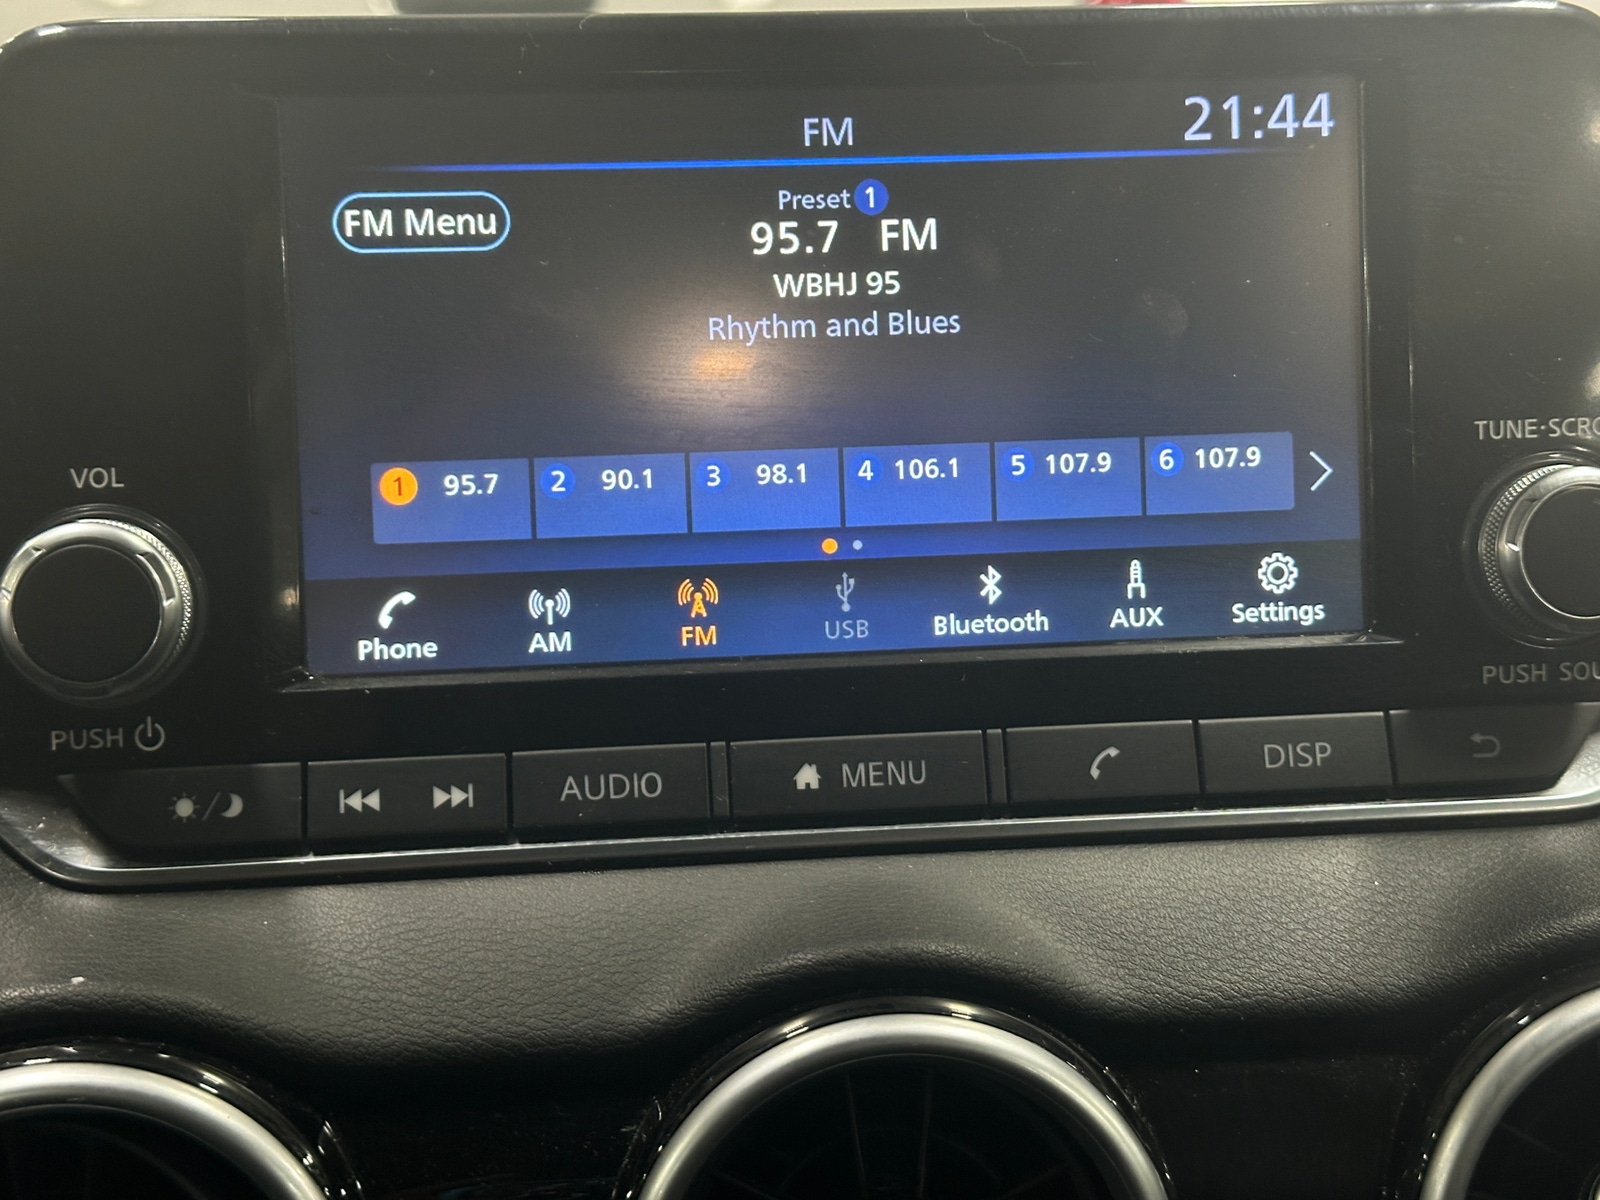 FM
21:44
FM Menu
Preset 1
95.7 FM
WBHJ 95
Rhythm and Blues
1 95.7 2 90.1 3 98.1 4 106.1 5 107.9 6 107.9
Phone AM FM USB Bluetooth AUX Settings
VOL
PUSH
TUNE·SCRO
PUSH SOU
AUDIO MENU DISP